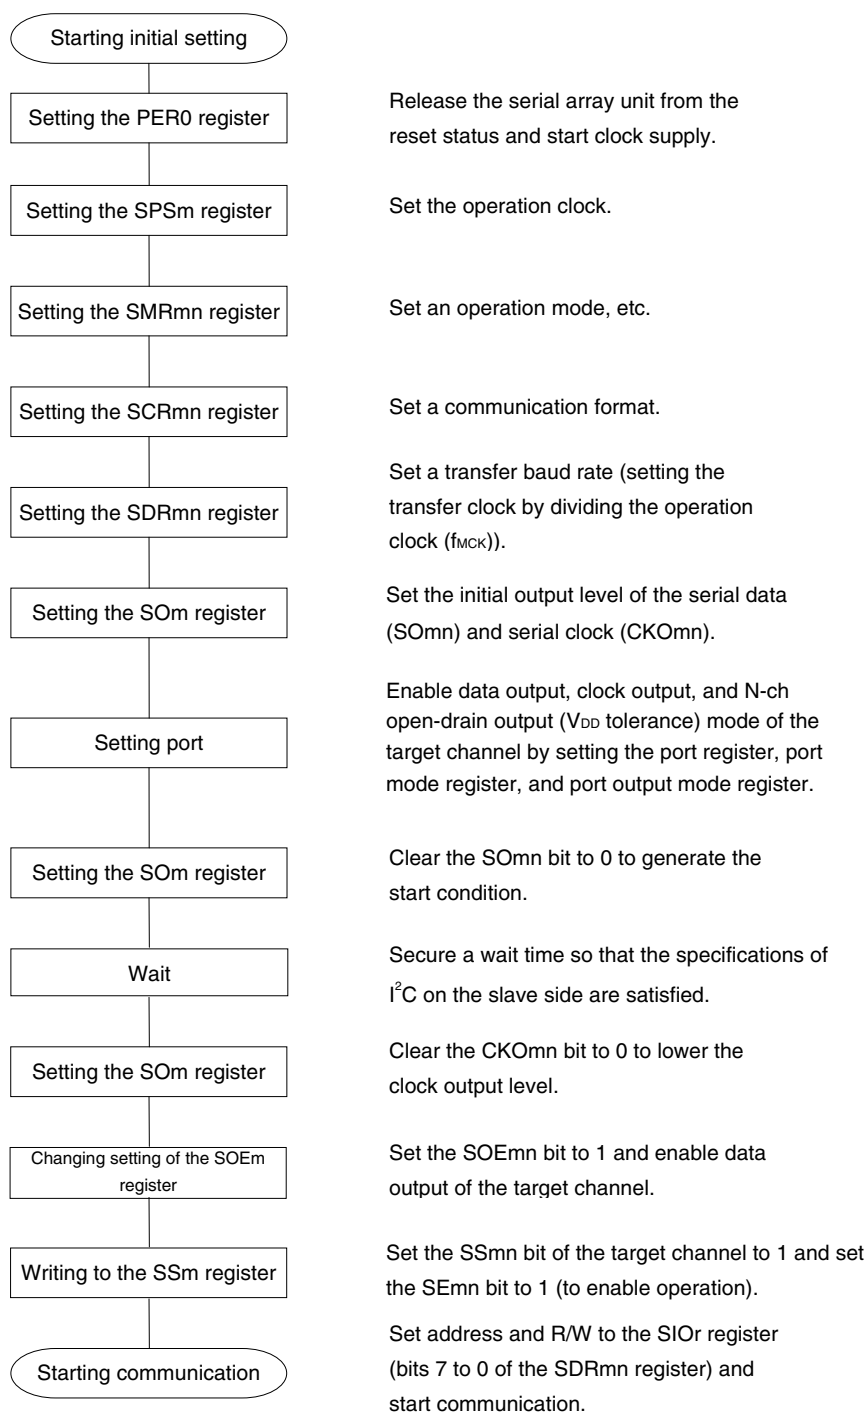 Starting initial setting
Setting the PER0 register
Release the serial array unit from the
reset status and start clock supply.
Setting the SPSm register
Set the operation clock.
Setting the SMRmn register
Set an operation mode, etc.
Setting the SCRmn register
Set a communication format.
Setting the SDRmn register
Set a transfer baud rate (setting the
transfer clock by dividing the operation
clock (fMCK)).
Setting the SOm register
Set the initial output level of the serial data
(SOmn) and serial clock (CKOmn).
Setting port
Enable data output, clock output, and N-ch
open-drain output (VDD tolerance) mode of the
target channel by setting the port register, port
mode register, and port output mode register.
Setting the SOm register
Clear the SOmn bit to 0 to generate the
start condition.
Wait
Secure a wait time so that the specifications of
I²C on the slave side are satisfied.
Setting the SOm register
Clear the CKOmn bit to 0 to lower the
clock output level.
Changing setting of the SOEm
register
Set the SOEmn bit to 1 and enable data
output of the target channel.
Writing to the SSm register
Set the SSmn bit of the target channel to 1 and set
the SEmn bit to 1 (to enable operation).
Starting communication
Set address and R/W to the SIOr register
(bits 7 to 0 of the SDRmn register) and
start communication.